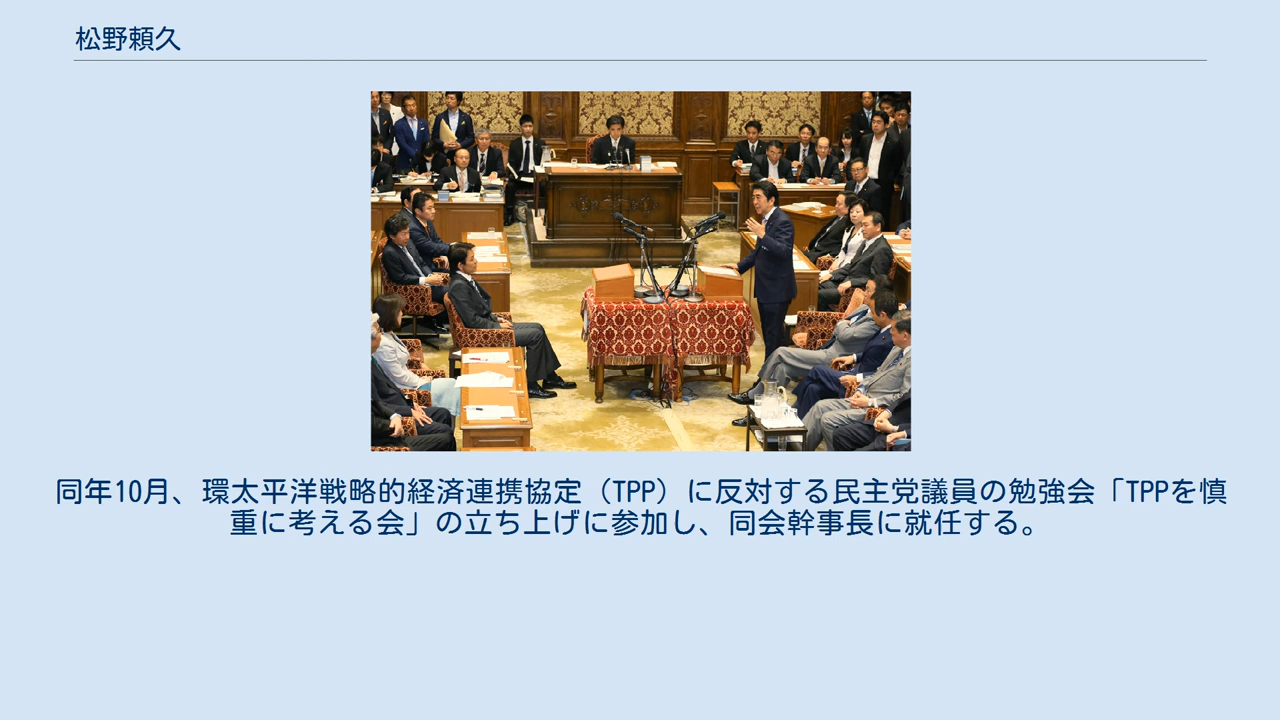 松野頼久
同年10月、環太平洋戦略的経済連携協定（TPP）に反対する民主党議員の勉強会「TPPを慎
重に考える会」の立ち上げに参加し、同会幹事長に就任する。